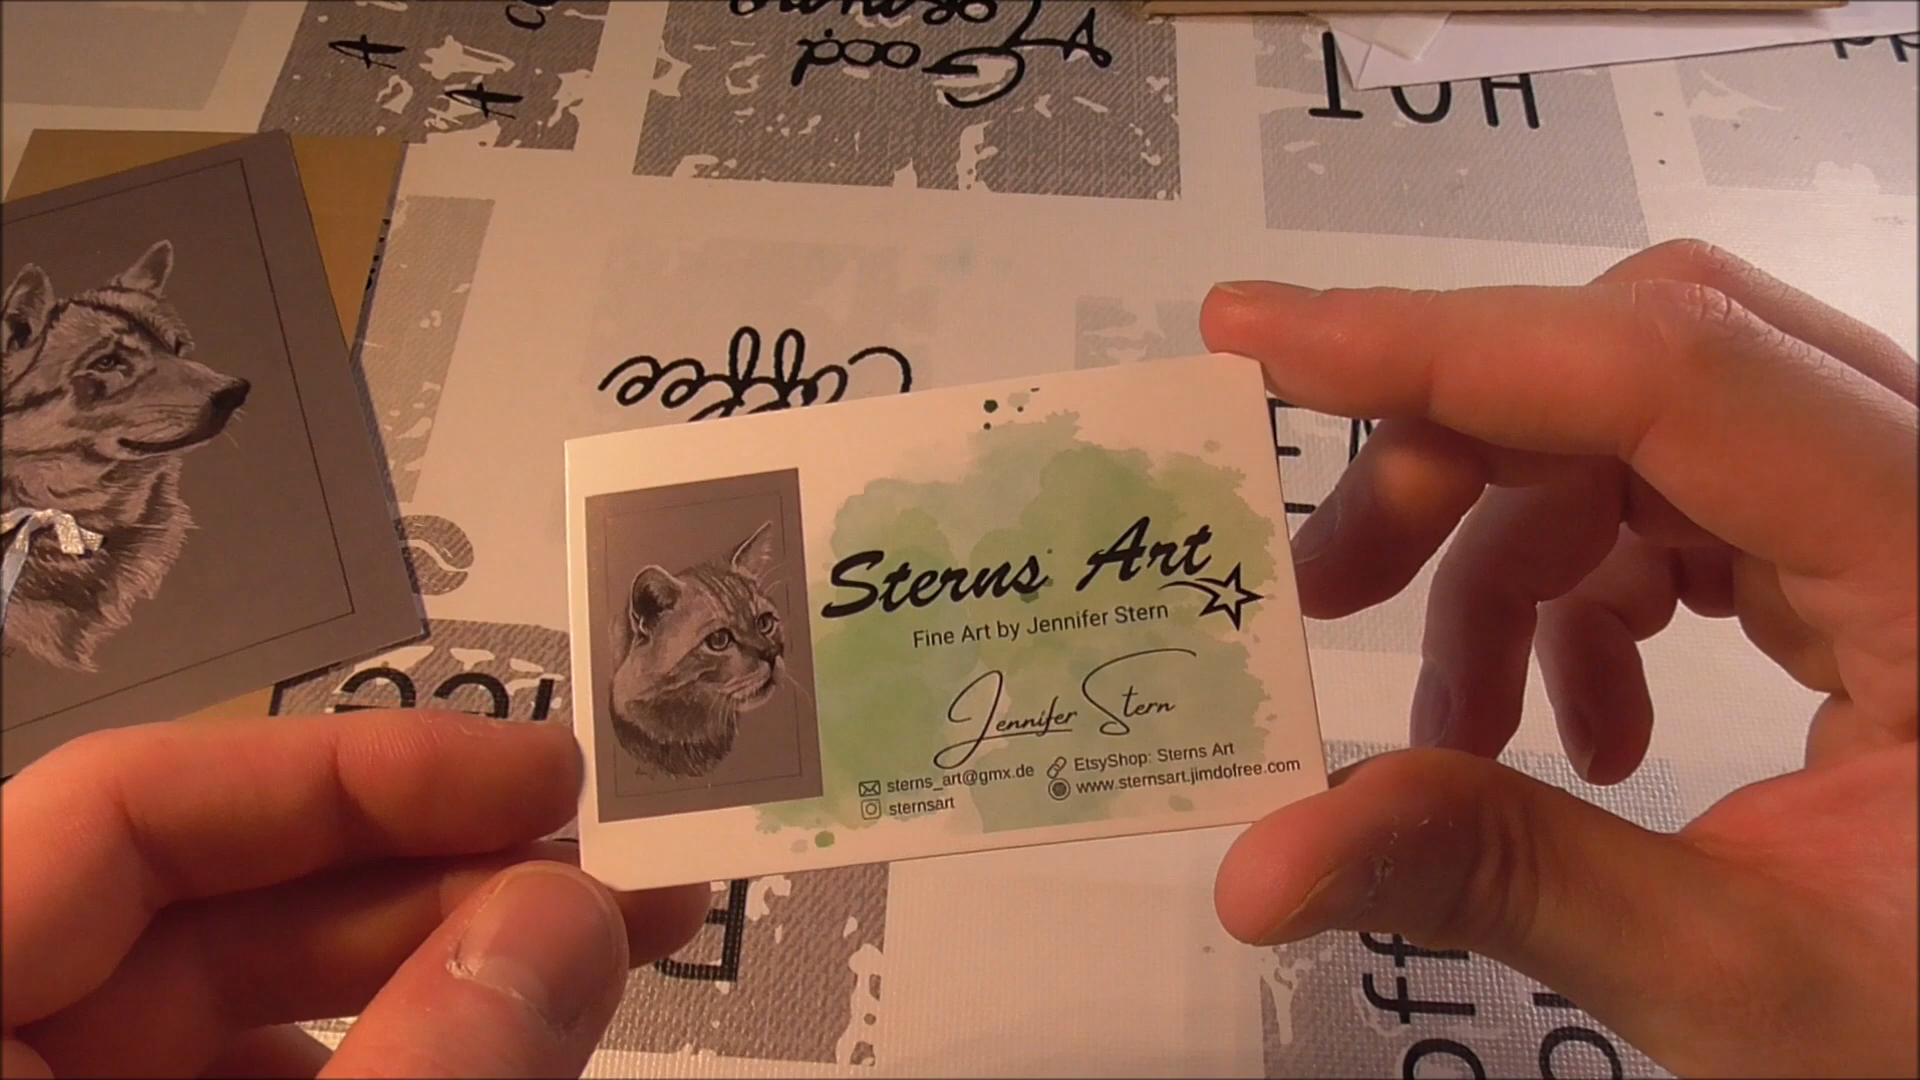 Good
Morning
HOT
Coffee
Sterns Art
Fine Art by Jennifer Stern
Jennifer Stern
sterns_art@gmx.de
sternsart
EtsyShop: Sterns Art
www.sternsart.jimdofree.com